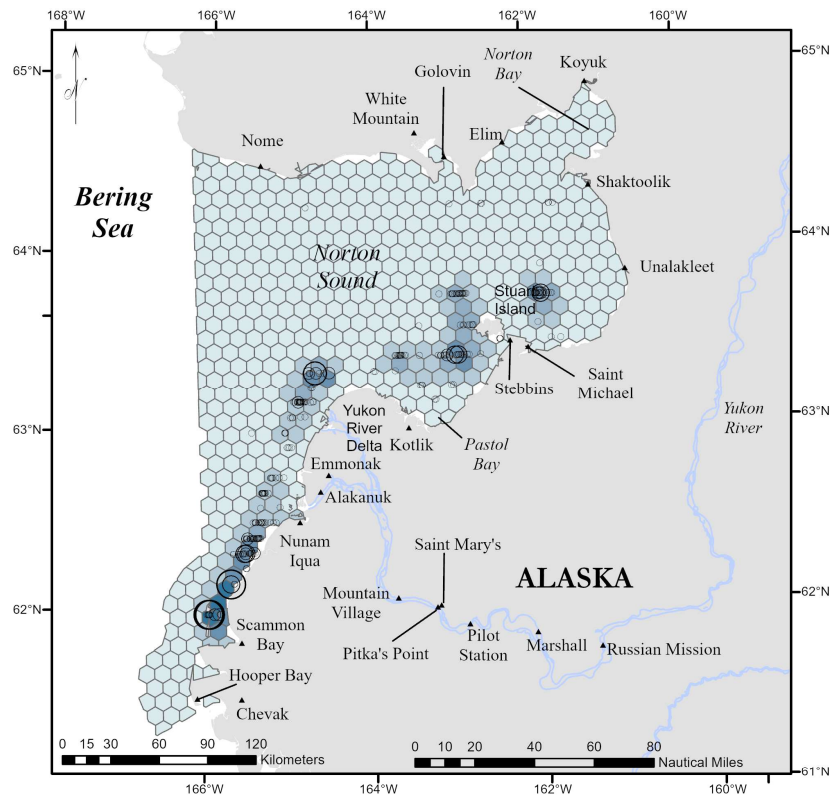 168°W
166°W
164°W
162°W
160°W
65°N
65°N
Norton
Bay
Koyuk
Golovin
White
Mountain
Elim
Nome
N
Shaktoolik
Bering
Sea
64°N
64°N
Norton
Sound
Unalakleet
Stuart
Island
Saint
Michael
Stebbins
63°N
63°N
Yukon
River
Delta
Kotlik
Pastol
Bay
Yukon
River
Emmonak
Alakanuk
Nunam
Iqua
Saint Mary's
ALASKA
62°N
62°N
Mountain
Village
Scammon
Bay
Pitka's Point
Pilot
Station
Marshall
Russian Mission
Hooper Bay
Chevak
0 15 30 60 90 120
Kilometers
0 5 10 20 40 60 80
Nautical Miles
61°N
166°W
164°W
162°W
160°W